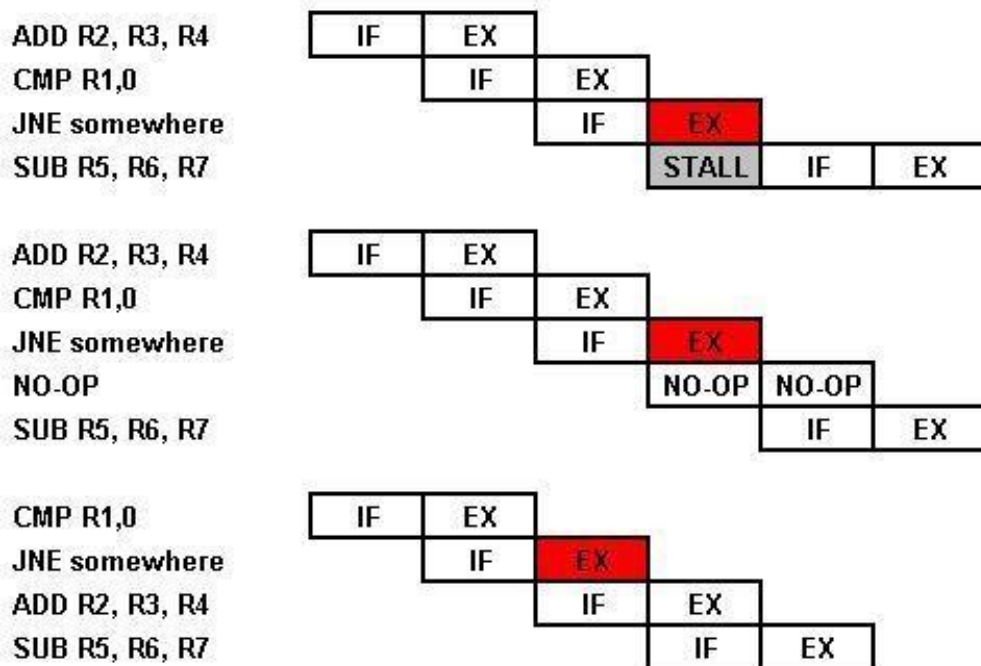 ADD R2, R3, R4 IF EX
CMP R1,0 IF EX
JNE somewhere IF EX
SUB R5, R6, R7 STALL IF EX
ADD R2, R3, R4 IF EX
CMP R1,0 IF EX
JNE somewhere IF EX
NO-OP NO-OP NO-OP
SUB R5, R6, R7 IF EX
CMP R1,0 IF EX
JNE somewhere IF EX
ADD R2, R3, R4 IF EX
SUB R5, R6, R7 IF EX